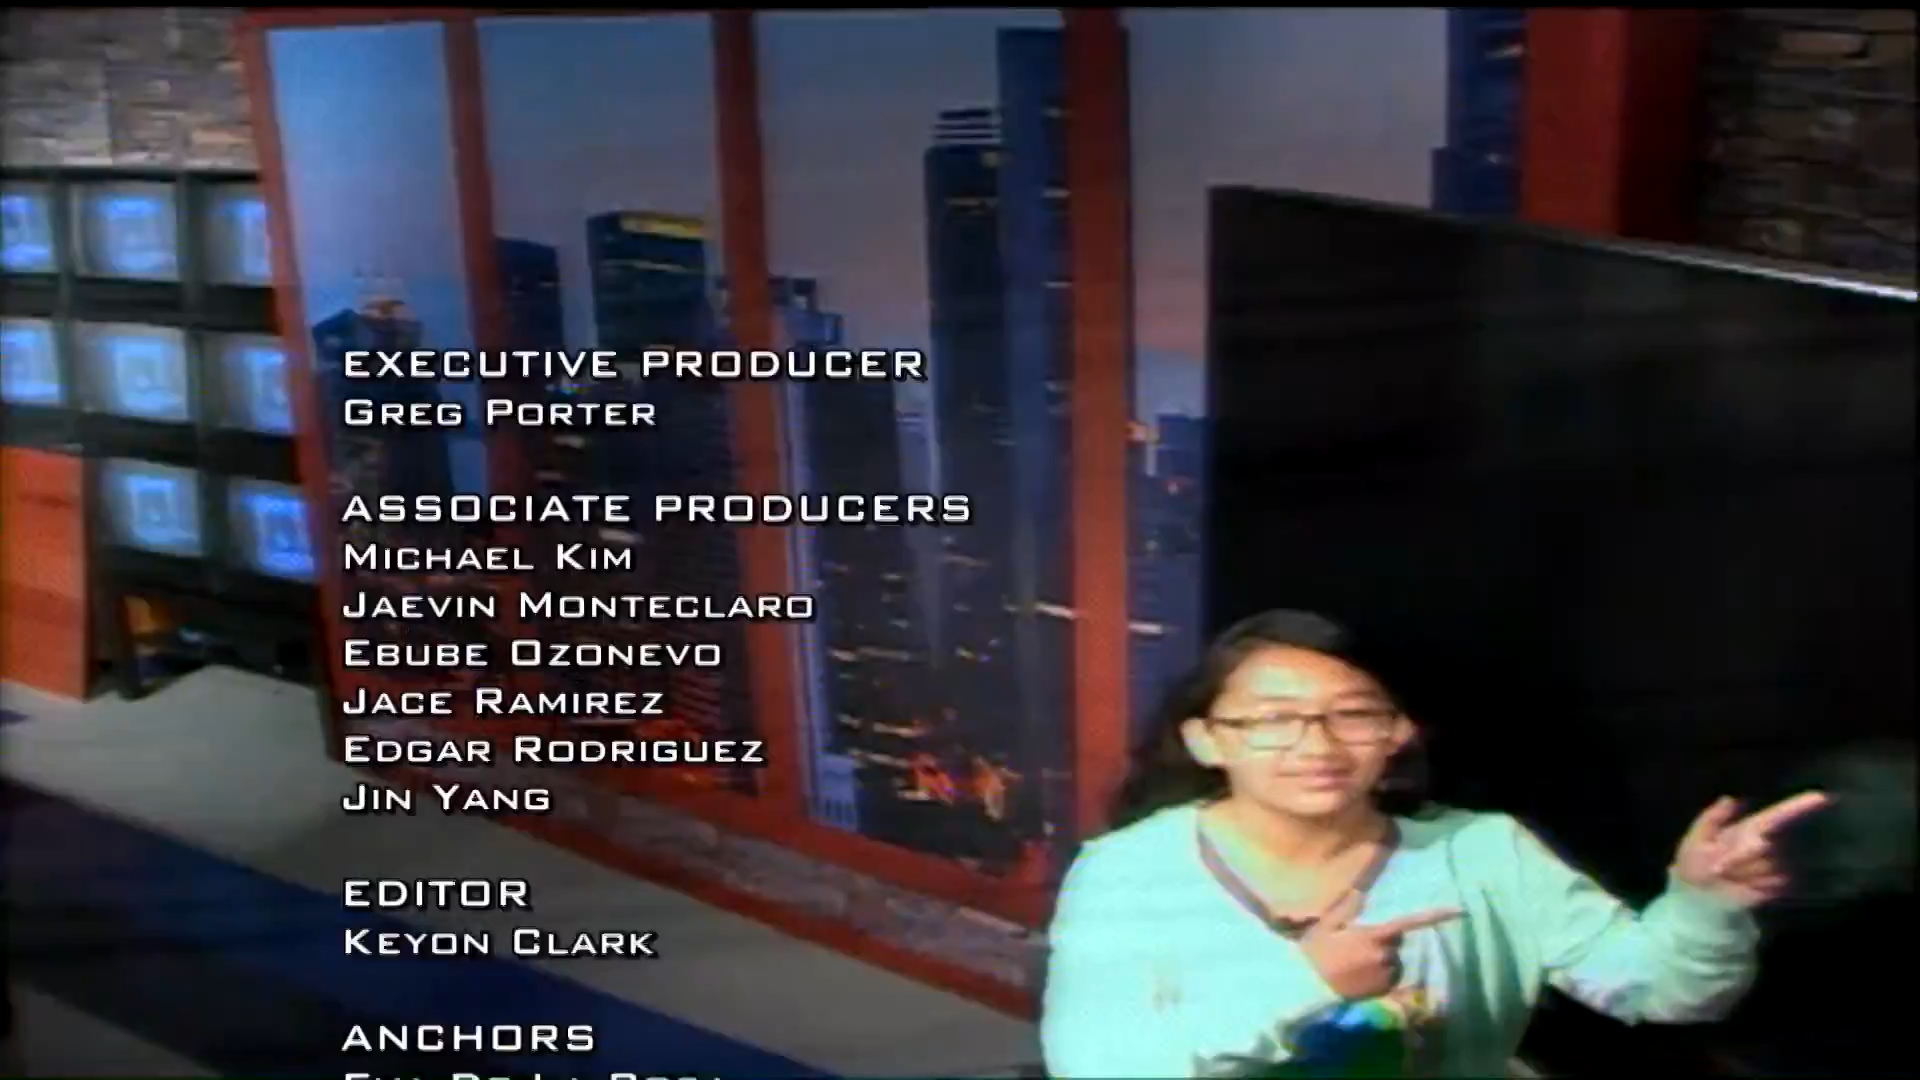 EXECUTIVE PRODUCER
GREG PORTER
ASSOCIATE PRODUCERS
MICHAEL KIM
JAEVIN MONTECLARO
EBUBE OZONEVO
JACE RAMIREZ
EDGAR RODRIGUEZ
JIN YANG
EDITOR
KEYON CLARK
ANCHORS